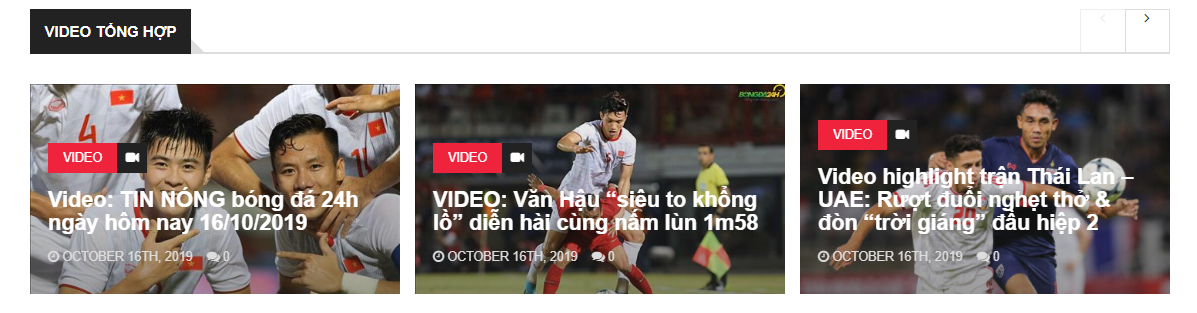 VIDEO TỔNG HỢP
BONGDA24H
4
VIDEO
Video: TIN NÓNG bóng đá 24h
ngày hôm nay 16/10/2019
OCTOBER 16TH, 2019 0
VIDEO
VIDEO: Văn Hậu “siêu to khổng
lồ” diễn hài cùng nấm lùn 1m58
OCTOBER 16TH, 2019 0
VIDEO
Video highlight trận Thái Lan –
UAE: Rượt đuổi nghẹt thở &
đòn “trời giáng” đầu hiệp 2
OCTOBER 16TH, 2019 0